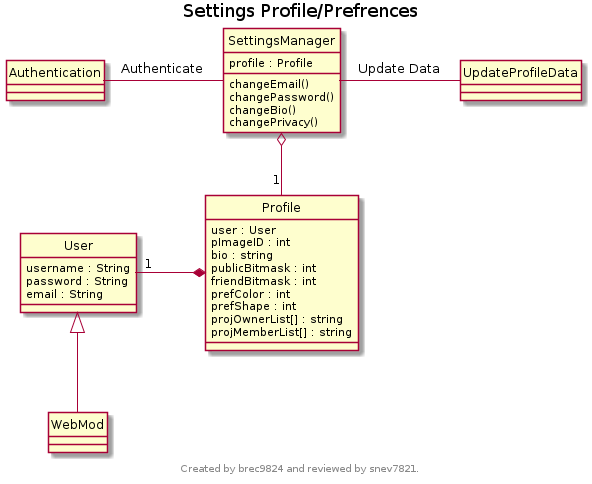 Settings Profile/Prefrences
SettingsManager
profile : Profile
changeEmail()
changePassword()
changeBio()
changePrivacy()
Authentication
Authenticate
Update Data
UpdateProfileData
1
Profile
user : User
pImageID : int
bio : string
publicBitmask : int
friendBitmask : int
prefColor : int
prefShape : int
projOwnerList[] : string
projMemberList[] : string
User
username : String
password : String
email : String
1
WebMod
Created by brec9824 and reviewed by snev7821.